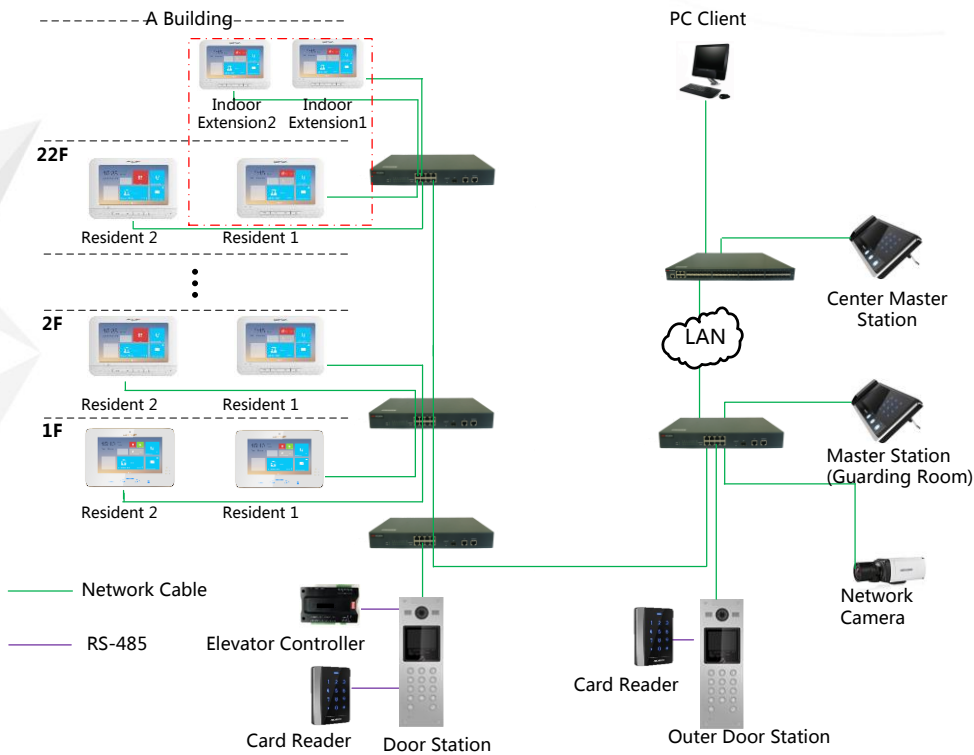 A Building
PC Client
Indoor
Extension2
Indoor
Extension1
22F
Resident 2
Resident 1
Center Master
Station
2F
LAN
Resident 2
Resident 1
1F
Master Station
(Guarding Room)
Resident 2
Resident 1
Network Cable
Network
Camera
RS-485
Elevator Controller
Card Reader
Card Reader
Door Station
Outer Door Station